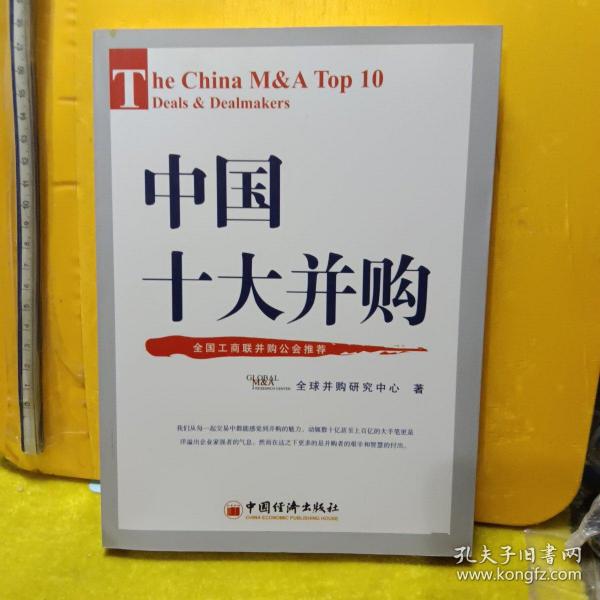 The China M&A Top 10
Deals & Dealmakers
中国
十大并购
全国工商联并购公会推荐
GLOBAL
M&A
RESEARCH CENTER
全球并购研究中心 著
我们从每一起交易中都能感觉到并购的魅力，动辄数十亿甚至上百亿的大手笔更是
洋溢出企业家强者的气息，然而在这之下更多的是并购者的艰辛和智慧的付出。
中国经济出版社
CHINA ECONOMIC PUBLISHING HOUSE
孔夫子旧书网
www.kongfz.com